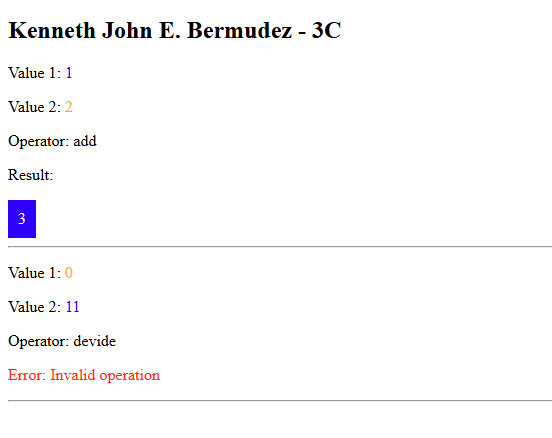 Kenneth John E. Bermudez - 3C
Value 1: 1
Value 2: 2
Operator: add
Result:
3
Value 1: 0
Value 2: 11
Operator: devide
Error: Invalid operation